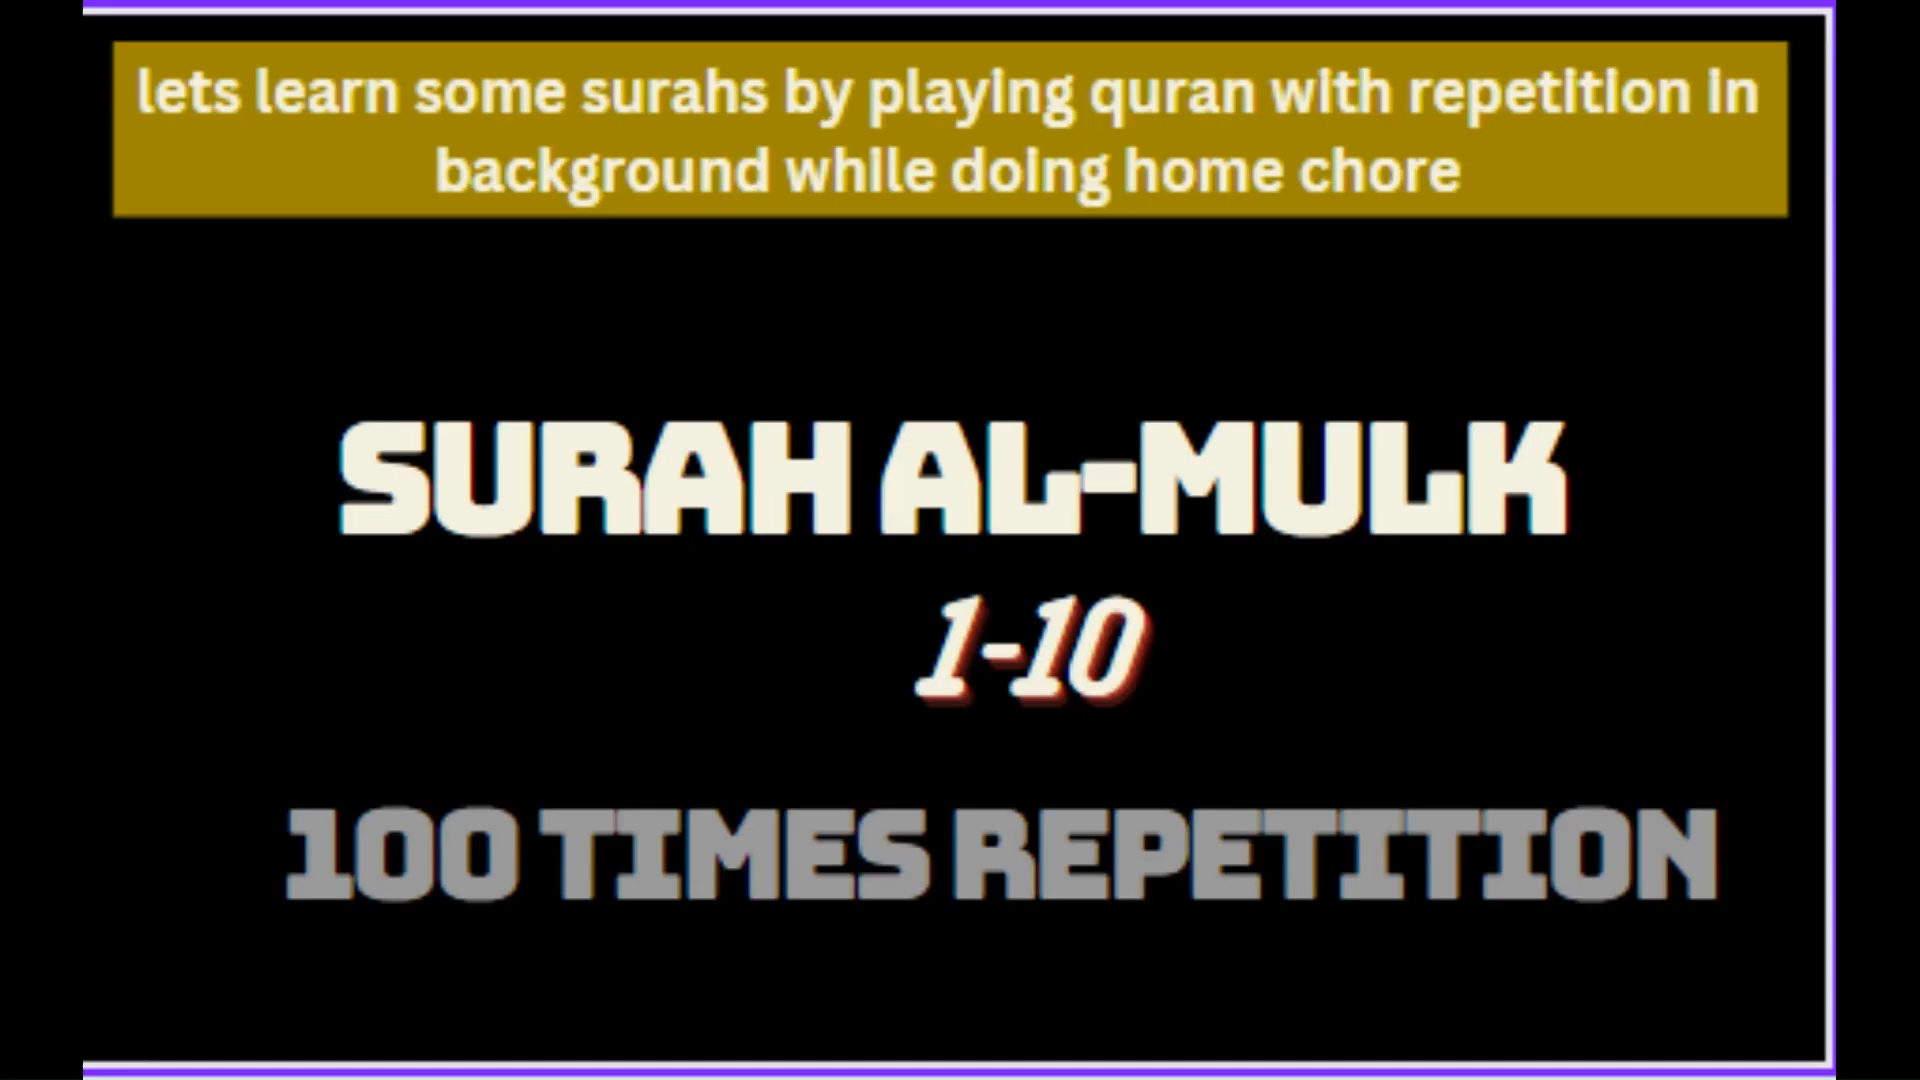 lets learn some surahs by playing quran with repetition in
background while doing home chore
SURAH AL-MULK
1-10
100 TIMES REPETITION